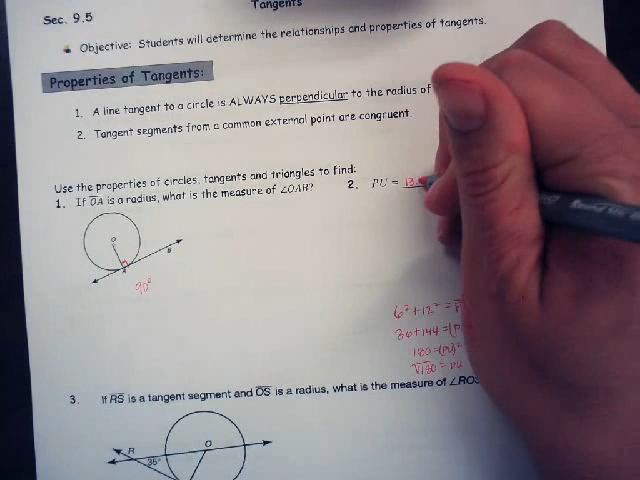 Tangents
Sec. 9.5
Objective: Students will determine the relationships and properties of tangents.
Properties of Tangents:
1. A line tangent to a circle is ALWAYS perpendicular to the radius of
2. Tangent segments from a common external point are congruent
Use the properties of circles, tangents and triangles to find:
1. If OA is a radius, what is the measure of ∠OAH?
2. PU = 13.
O
A
90°
6² + 12² =
36+144 =(P
180 =(PU)²
√180 = PU
3. If RS is a tangent segment and OS is a radius, what is the measure of ∠ROS
R
O
35°